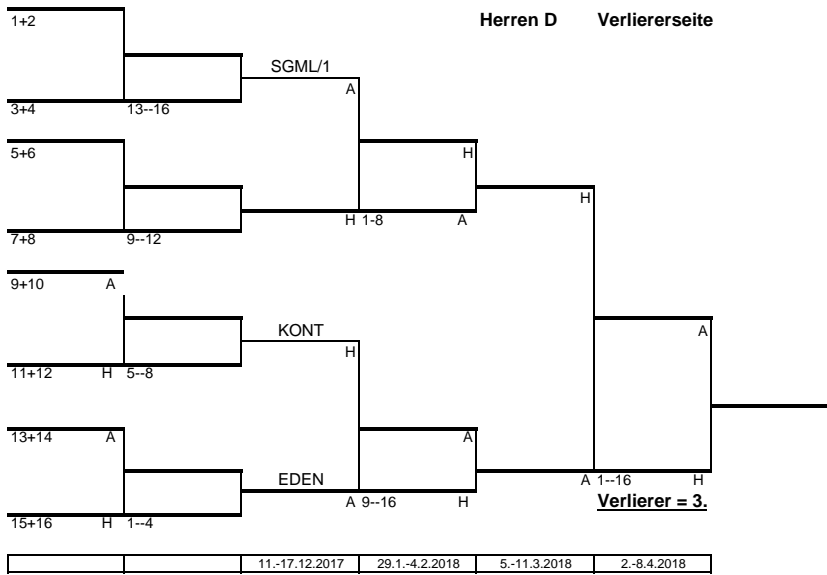 Herren D Verliererseite
1+2
SGML/1
A
3+4 13--16
5+6 H
H
7+8 9--12 H 1-8 A
9+10 A
KONT A
H
11+12 H 5--8
13+14 A A
EDEN A 1--16 H
A 9--16 H
Verlierer = 3.
15+16 H 1--4
11.-17.12.2017 29.1.-4.2.2018 5.-11.3.2018 2.-8.4.2018